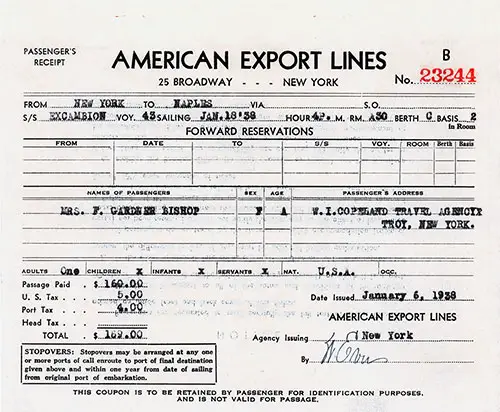 PASSENGER'S RECEIPT
AMERICAN EXPORT LINES
B
25 BROADWAY - - - NEW YORK
No. 23244
FROM NEW YORK TO NAPLES VIA S.O.
S/S EXCAMBION VOY. 43 SAILING JAN.18'38 HOUR 4P. M. RM. A30 BERTH C BASIS 2 in Room
FORWARD RESERVATIONS
FROM DATE TO S/S VOY. ROOM Berth Basis
NAMES OF PASSENGERS SEX AGE PASSENGER'S ADDRESS
MRS. F. GARDNER BISHOP F A W.I.COPELAND TRAVEL AGENCY
TROY, NEW YORK.
ADULTS One CHILDREN X INFANTS X SERVANTS X NAT. U.S.A. OCC.
Passage Paid . $ 160.00
U. S. Tax . . . 5.00
Date Issued January 6, 1938
Port Tax . . . 4.00
Head Tax . . .
AMERICAN EXPORT LINES
TOTAL . $ 169.00
Agency Issuing New York
By
STOPOVERS: Stopovers may be arranged at any one
or more ports of call enroute to port of final destination
given above and within one year from date of sailing
from original port of embarkation.
THIS COUPON IS TO BE RETAINED BY PASSENGER FOR IDENTIFICATION PURPOSES.
AND IS NOT VALID FOR PASSAGE.